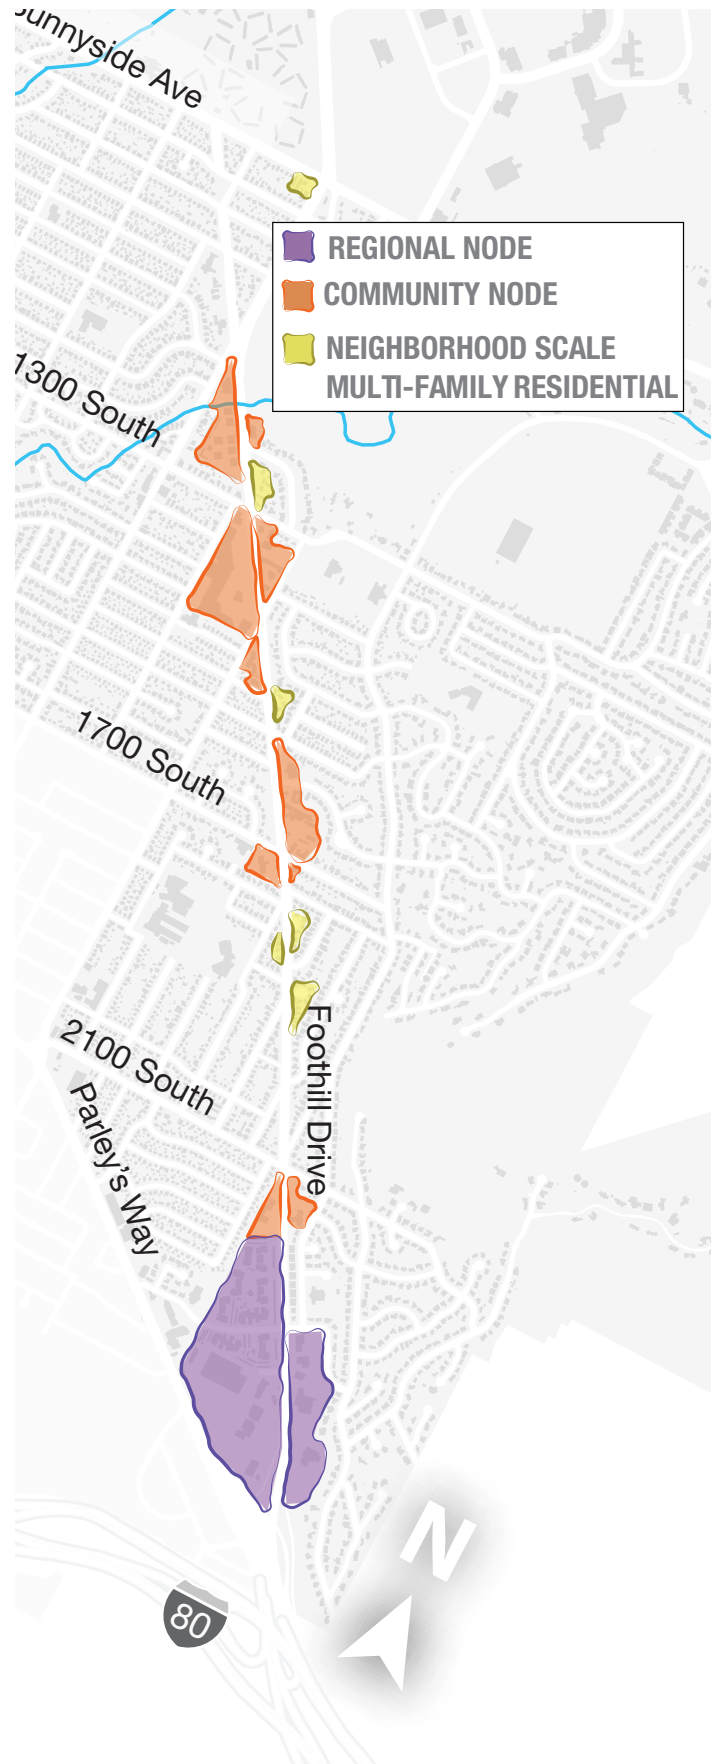 Sunnyside Ave
REGIONAL NODE
COMMUNITY NODE
NEIGHBORHOOD SCALE
MULTI-FAMILY RESIDENTIAL
1300 South
1700 South
Foothill Drive
2100 South
Parley's Way
N
80